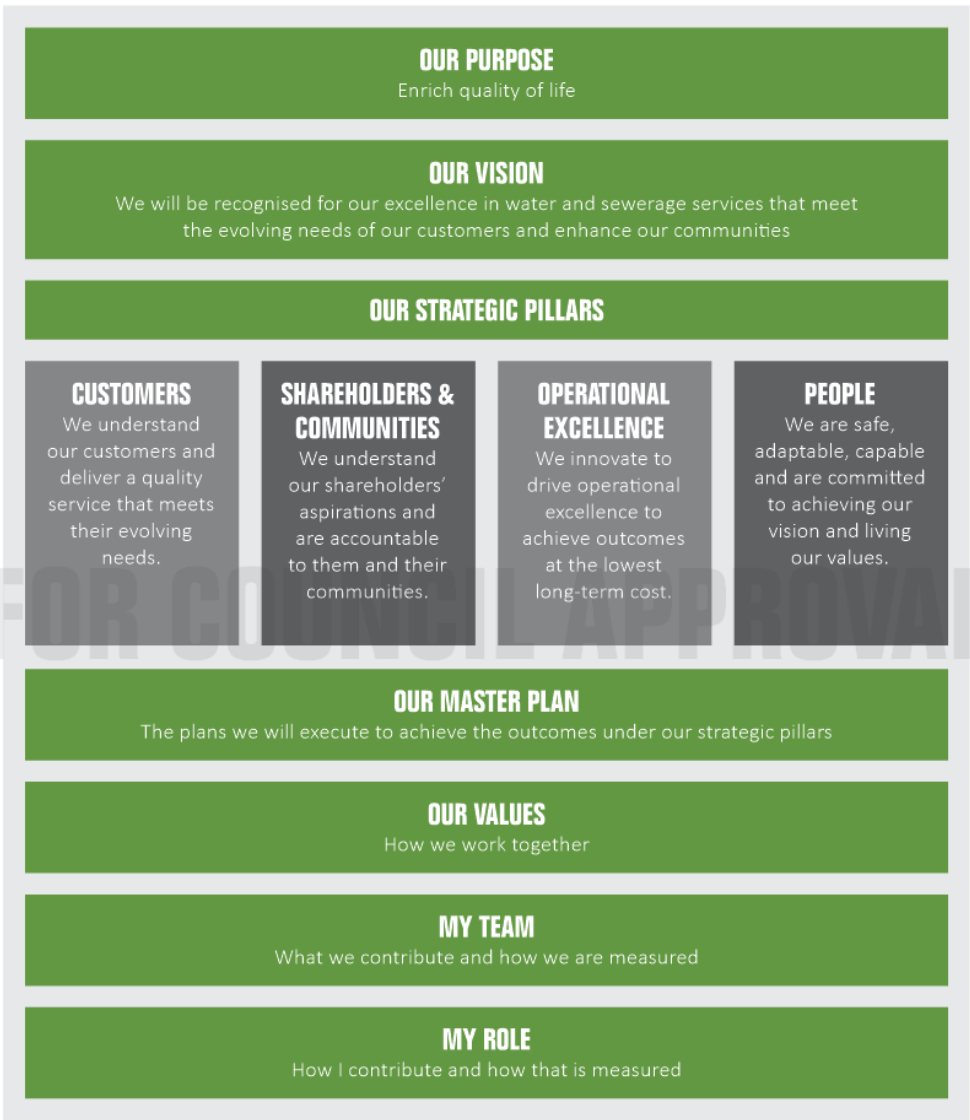 OUR PURPOSE
Enrich quality of life
OUR VISION
We will be recognised for our excellence in water and sewerage services that meet
the evolving needs of our customers and enhance our communities
OUR STRATEGIC PILLARS
CUSTOMERS
We understand
our customers and
deliver a quality
service that meets
their evolving
needs.
SHAREHOLDERS &
COMMUNITIES
We understand
our shareholders’
aspirations and
are accountable
to them and their
communities.
OPERATIONAL
EXCELLENCE
We innovate to
drive operational
excellence to
achieve outcomes
at the lowest
long-term cost.
PEOPLE
We are safe,
adaptable, capable
and are committed
to achieving our
vision and living
our values.
FOR COUNCIL APPROVAL
OUR MASTER PLAN
The plans we will execute to achieve the outcomes under our strategic pillars
OUR VALUES
How we work together
MY TEAM
What we contribute and how we are measured
MY ROLE
How I contribute and how that is measured